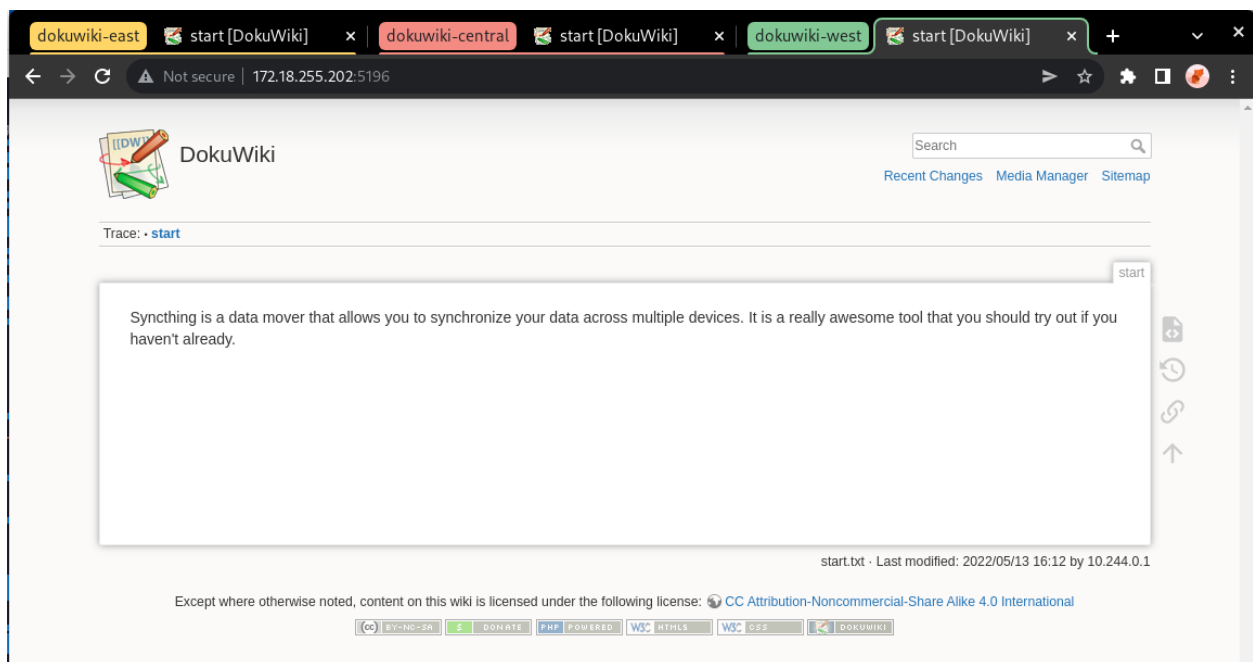 dokuwiki-east start [DokuWiki] dokuwiki-central start [DokuWiki] dokuwiki-west start [DokuWiki]
Not secure | 172.18.255.202:5196
[[DW]]
DokuWiki
Search
Recent Changes Media Manager Sitemap
Trace: • start
start
Syncthing is a data mover that allows you to synchronize your data across multiple devices. It is a really awesome tool that you should try out if you
haven't already.
start.txt · Last modified: 2022/05/13 16:12 by 10.244.0.1
Except where otherwise noted, content on this wiki is licensed under the following license: CC Attribution-Noncommercial-Share Alike 4.0 International
(cc) BY-NC-SA $ DONATE PHP POWERED W3C HTML5 W3C CSS DOKUWIKI